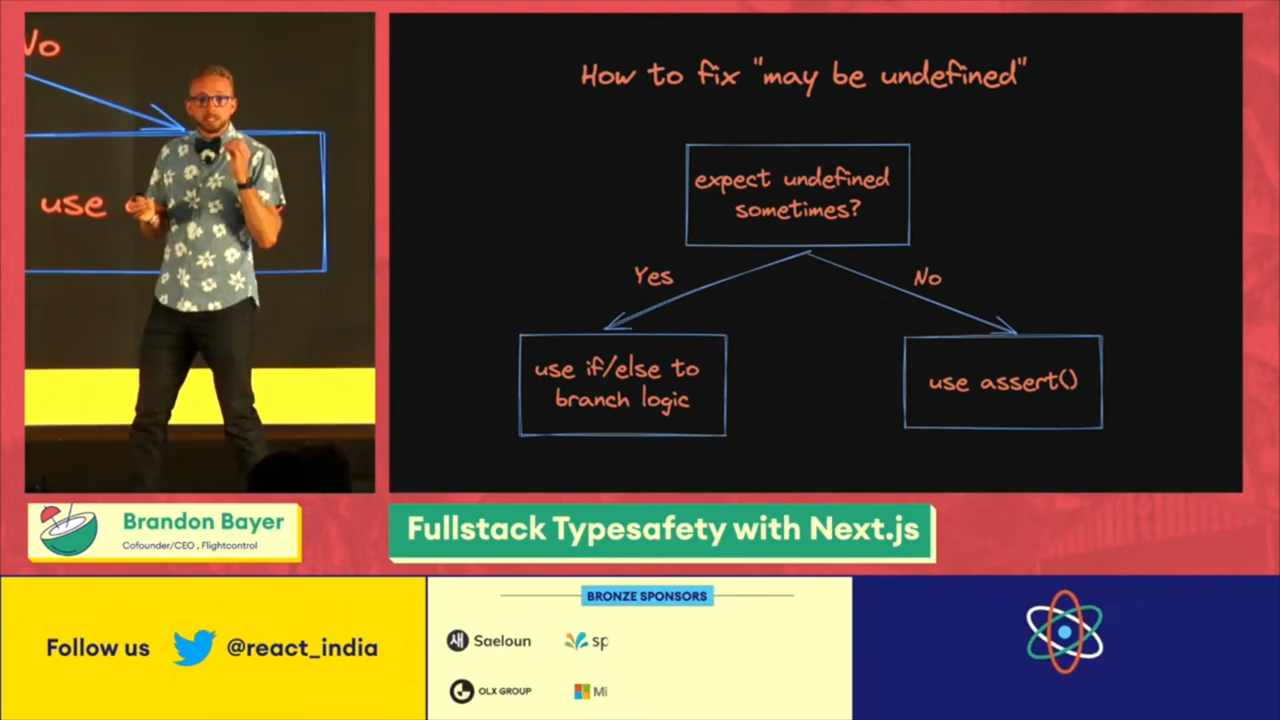 No
use
How to fix "may be undefined"
expect undefined
sometimes?
Yes
No
use if/else to
branch logic
use assert()
Brandon Bayer
Cofounder/CEO , Flightcontrol
Fullstack Typesafety with Next.js
Follow us
@react_india
BRONZE SPONSORS
새 Saeloun
sp
OLX GROUP
Mi